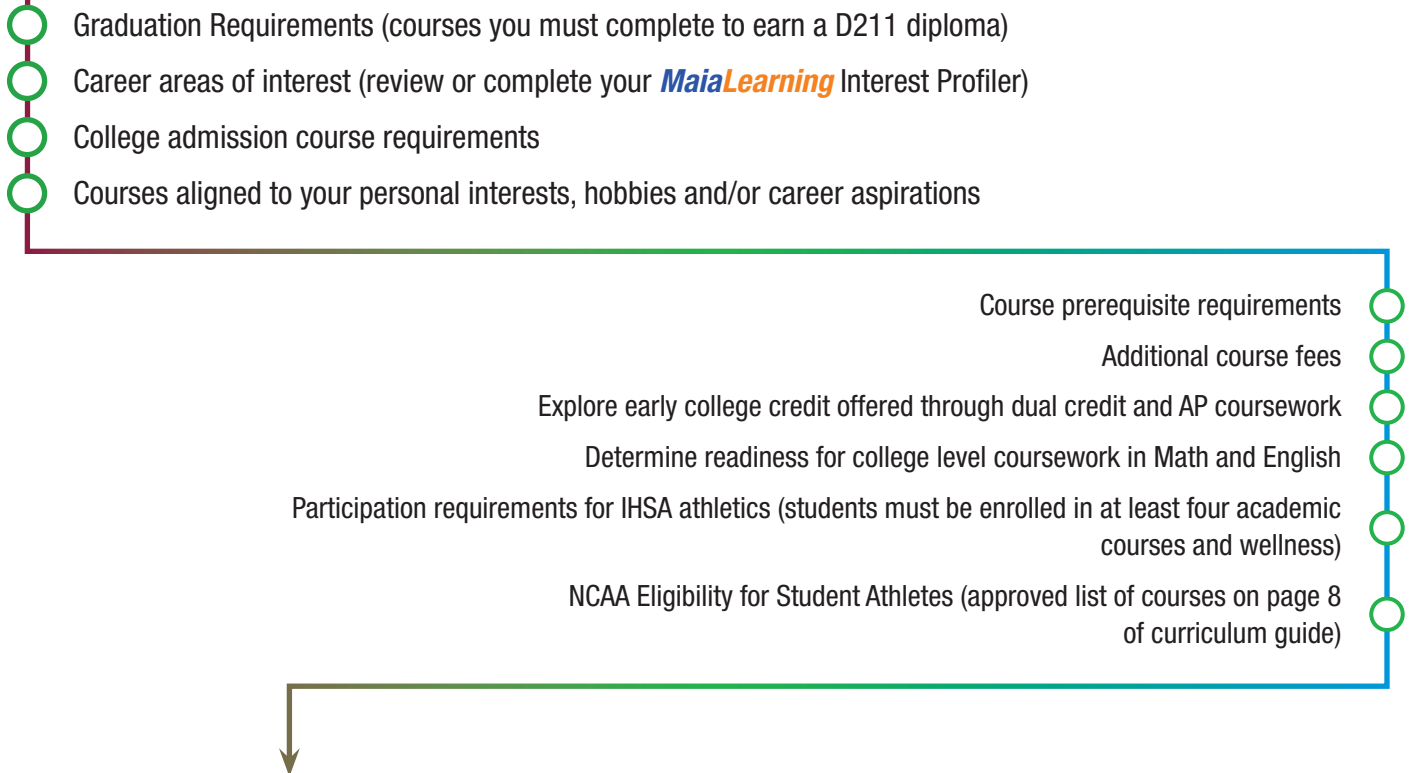 Graduation Requirements (courses you must complete to earn a D211 diploma)
Career areas of interest (review or complete your MaiaLearning Interest Profiler)
College admission course requirements
Courses aligned to your personal interests, hobbies and/or career aspirations
Course prerequisite requirements
Additional course fees
Explore early college credit offered through dual credit and AP coursework
Determine readiness for college level coursework in Math and English
Participation requirements for IHSA athletics (students must be enrolled in at least four academic
courses and wellness)
NCAA Eligibility for Student Athletes (approved list of courses on page 8
of curriculum guide)